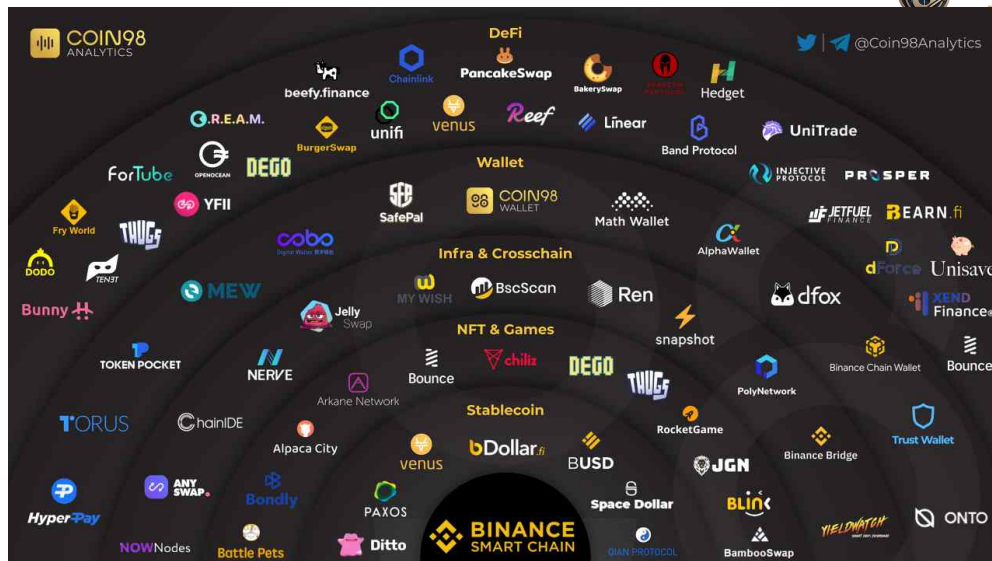 COIN98
ANALYTICS
DeFi
@Coin98Analytics
beefy.finance
Chainlink
PancakeSwap
BakerySwap
Hedget
C.R.E.A.M.
BurgerSwap
unifi
venus
Reef
Linear
Band Protocol
UniTrade
ForTube
OPENOCEAN
DEGO
INJECTIVE
PROTOCOL
PROSPER
Wallet
YFII
SafePal
COIN98
WALLET
Math Wallet
JETFUEL
FINANCE
BEARN.fi
Fry World
THUGS
cobo
AlphaWallet
dForce
Unisave
DODO
TEN3T
MEW
Infra & Crosschain
MY WISH
BscScan
Ren
dfox
XEND
Finance
Bunny
Jelly
Swap
snapshot
NFT & Games
TOKEN POCKET
NERVE
Bounce
chiliz
DEGO
THUGS
PolyNetwork
Binance Chain Wallet
Bounce
Arkane Network
Stablecoin
RocketGame
TORUS
ChainIDE
Alpaca City
venus
bDollar.fi
BUSD
JGN
Binance Bridge
Trust Wallet
HyperPay
ANY
SWAP.
Bondly
PAXOS
Space Dollar
BLINK
NOWNodes
Battle Pets
Ditto
BINANCE
SMART CHAIN
QIAN PROTOCOL
BambooSwap
YIELDWATCH
ONTO